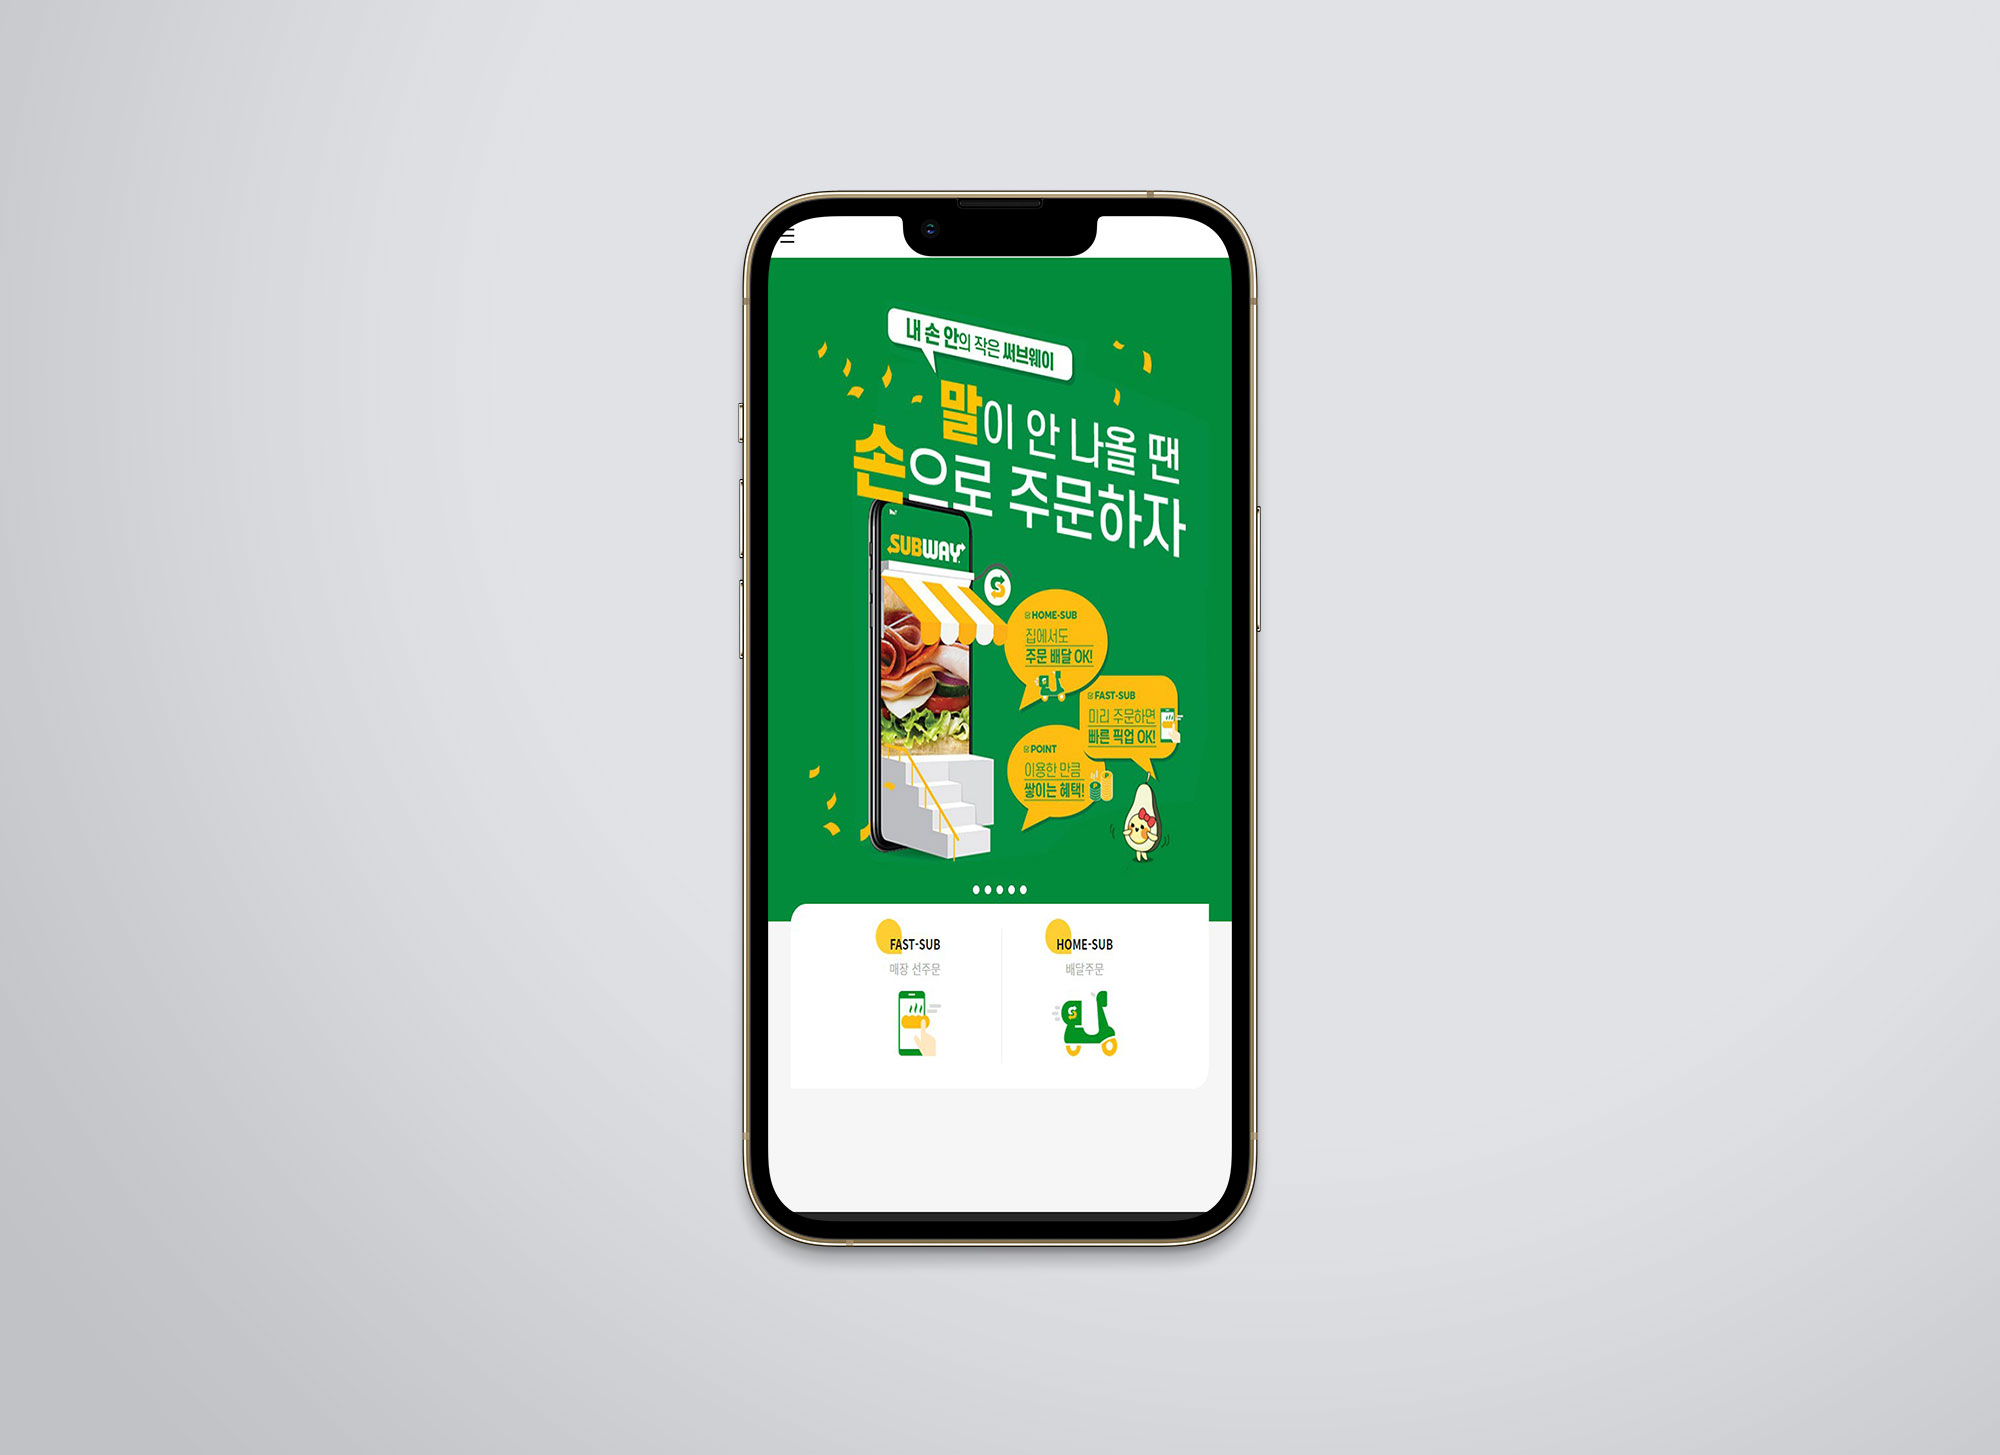 내 손 안의 작은 써브웨이
말이 안 나올 땐
손으로 주문하자
SUBWAY
HOME-SUB
집에서도
주문 배달 OK!
FAST-SUB
미리 주문하면
빠른 픽업 OK!
POINT
이용한 만큼
쌓이는 혜택!
FAST-SUB
매장 선주문
HOME-SUB
배달주문